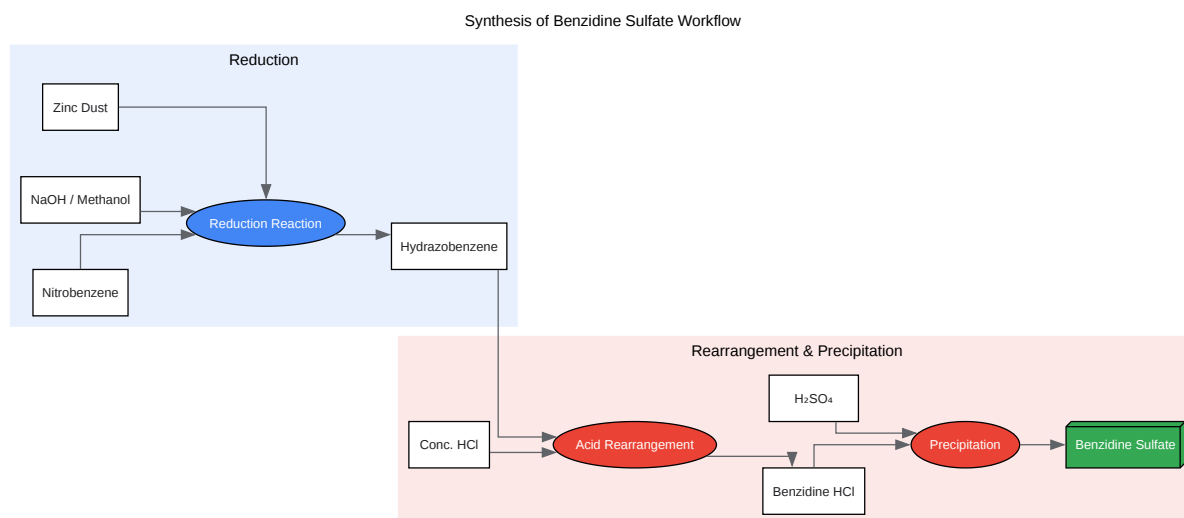 Synthesis of Benzidine Sulfate Workflow
Reduction
Zinc Dust
NaOH / Methanol
Reduction Reaction
Nitrobenzene
Hydrazobenzene
Rearrangement & Precipitation
H₂SO₄
Conc. HCl
Acid Rearrangement
Precipitation
Benzidine Sulfate
Benzidine HCl